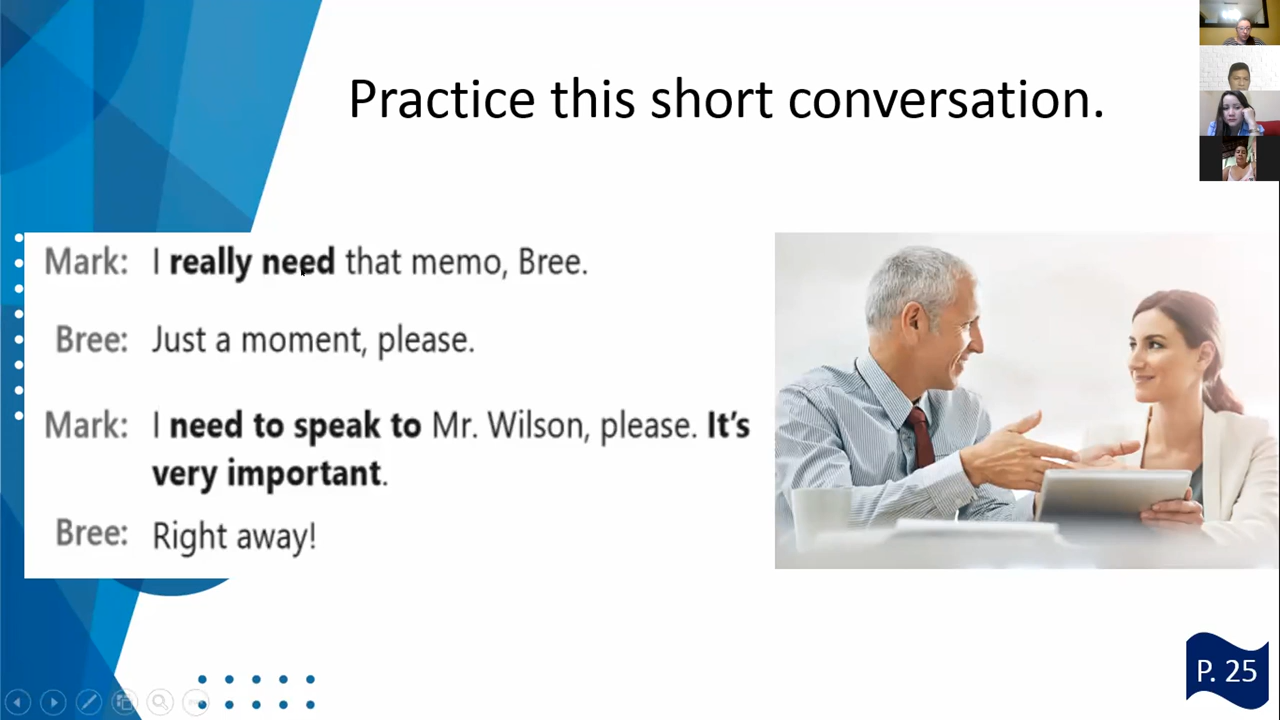 Practice this short conversation.
Mark: I really need that memo, Bree.
Bree: Just a moment, please.
Mark: I need to speak to Mr. Wilson, please. It's
very important.
Bree: Right away!
P. 25